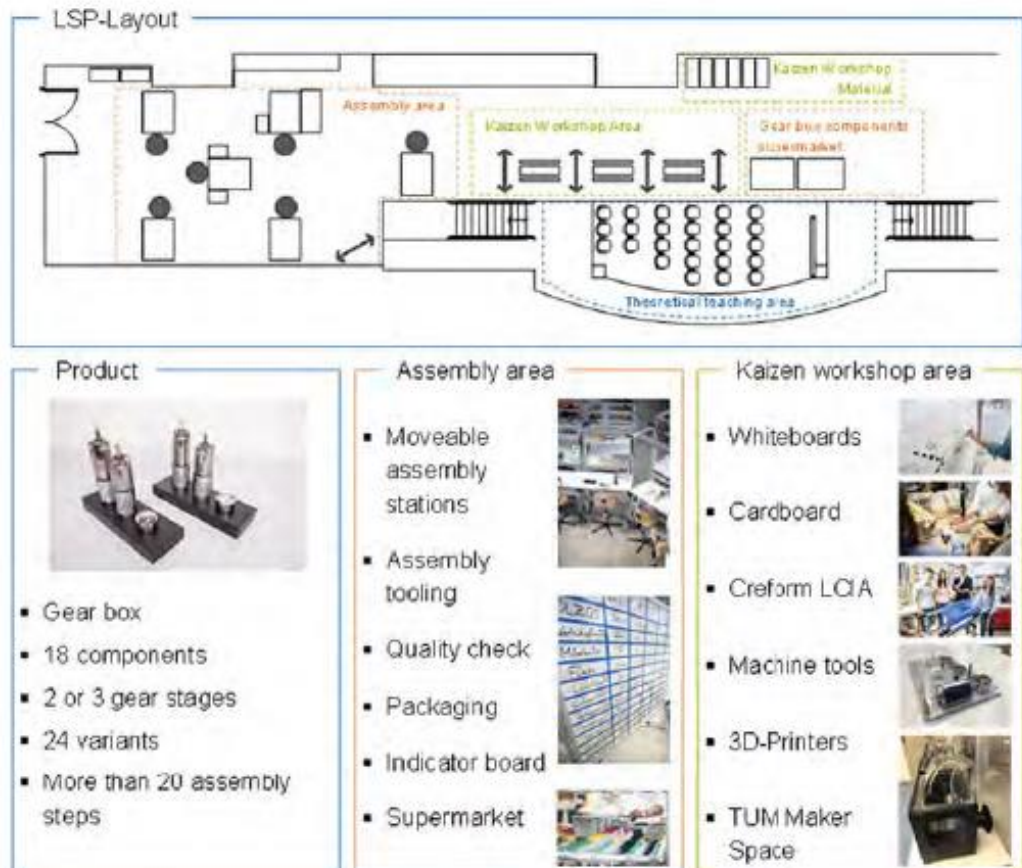 LSP-Layout
Assembly area
Kaizen Workshop
Material
Kaizen Workshop Area
Gear box components
supermarket
Theoretical teaching area
Product
Gear box
18 components
2 or 3 gear stages
24 variants
More than 20 assembly
steps
Assembly area
Moveable
assembly
stations
Assembly
tooling
Quality check
Packaging
Indicator board
Supermarket
Kaizen workshop area
Whiteboards
Cardboard
Creform LCIA
Machine tools
3D-Printers
TUM Maker
Space